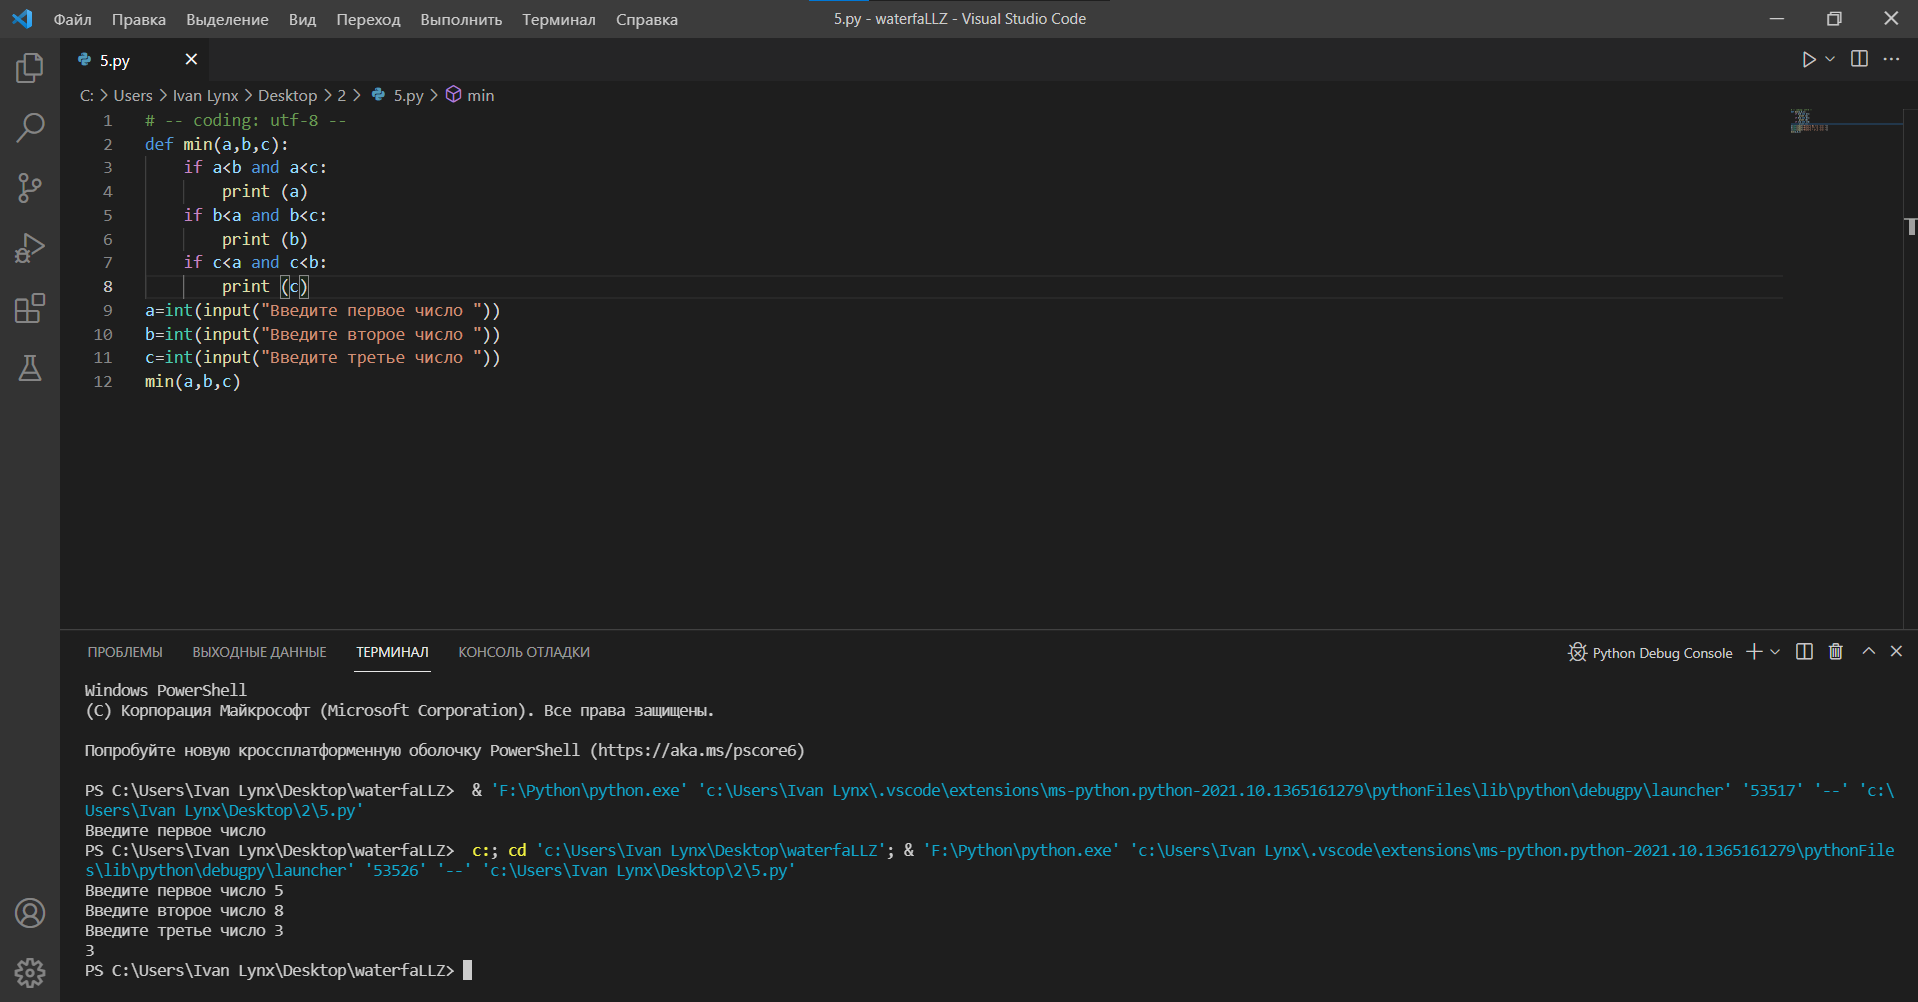 Файл Правка Выделение Вид Переход Выполнить Терминал Справка 5.py - waterfaLLZ - Visual Studio Code
5.py
C: > Users > Ivan Lynx > Desktop > 2 > 5.py > min
1 # -- coding: utf-8 --
2 def min(a,b,c):
3 if a<b and a<c:
4 print (a)
5 if b<a and b<c:
6 print (b)
7 if c<a and c<b:
8 print (c)
9 a=int(input("Введите первое число "))
10 b=int(input("Введите второе число "))
11 c=int(input("Введите третье число "))
12 min(a,b,c)
ПРОБЛЕМЫ ВЫХОДНЫЕ ДАННЫЕ ТЕРМИНАЛ КОНСОЛЬ ОТЛАДКИ Python Debug Console
Windows PowerShell
(C) Корпорация Майкрософт (Microsoft Corporation). Все права защищены.
Попробуйте новую кроссплатформенную оболочку PowerShell (https://aka.ms/pscore6)
PS C:\Users\Ivan Lynx\Desktop\waterfaLLZ>  & 'F:\Python\python.exe' 'c:\Users\Ivan Lynx\.vscode\extensions\ms-python.python-2021.10.1365161279\pythonFiles\lib\python\debugpy\launcher' '53517' '--' 'c:\
Users\Ivan Lynx\Desktop\2\5.py'
Введите первое число
PS C:\Users\Ivan Lynx\Desktop\waterfaLLZ>  c:; cd 'c:\Users\Ivan Lynx\Desktop\waterfaLLZ'; & 'F:\Python\python.exe' 'c:\Users\Ivan Lynx\.vscode\extensions\ms-python.python-2021.10.1365161279\pythonFile
s\lib\python\debugpy\launcher' '53526' '--' 'c:\Users\Ivan Lynx\Desktop\2\5.py'
Введите первое число 5
Введите второе число 8
Введите третье число 3
3
PS C:\Users\Ivan Lynx\Desktop\waterfaLLZ>